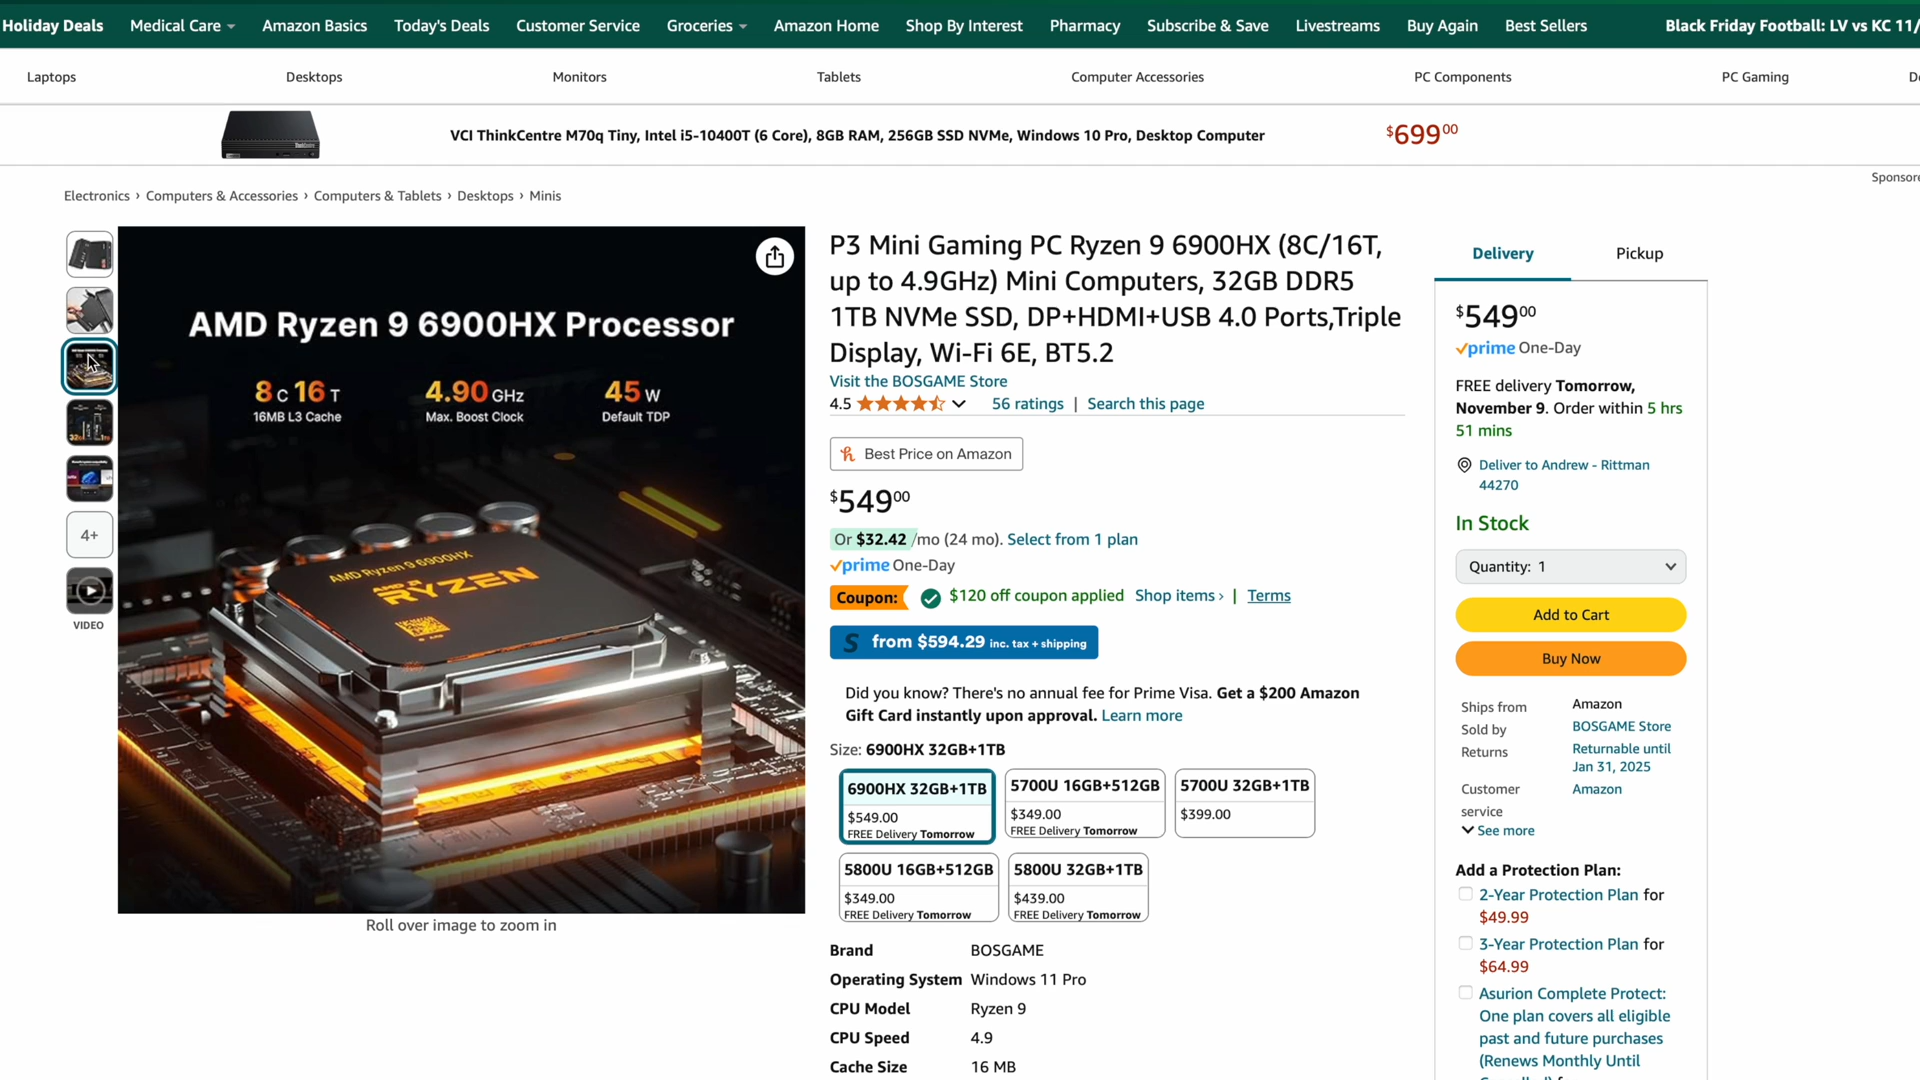 Holiday Deals
Medical Care
Amazon Basics
Today's Deals
Customer Service
Groceries
Amazon Home
Shop By Interest
Pharmacy
Subscribe & Save
Livestreams
Buy Again
Best Sellers
Black Friday Football: LV vs KC 11/
Laptops
Desktops
Monitors
Tablets
Computer Accessories
PC Components
PC Gaming
VCI ThinkCentre M70q Tiny, Intel i5-10400T (6 Core), 8GB RAM, 256GB SSD NVMe, Windows 10 Pro, Desktop Computer
$699 00
Sponsore
Electronics › Computers & Accessories › Computers & Tablets › Desktops › Minis
4+
VIDEO
AMD Ryzen 9 6900HX Processor
8 C 16 T
16MB L3 Cache
4.90 GHz
Max. Boost Clock
45 W
Default TDP
AMD Ryzen 9 6900HX
AMD
RYZEN
Roll over image to zoom in
P3 Mini Gaming PC Ryzen 9 6900HX (8C/16T,
up to 4.9GHz) Mini Computers, 32GB DDR5
1TB NVMe SSD, DP+HDMI+USB 4.0 Ports,Triple
Display, Wi-Fi 6E, BT5.2
Visit the BOSGAME Store
4.5
56 ratings | Search this page
Best Price on Amazon
$549 00
Or $32.42 /mo (24 mo). Select from 1 plan
prime One-Day
Coupon: $120 off coupon applied Shop items › | Terms
S from $594.29 inc. tax + shipping
Did you know? There's no annual fee for Prime Visa. Get a $200 Amazon
Gift Card instantly upon approval. Learn more
Size: 6900HX 32GB+1TB
6900HX 32GB+1TB
$549.00
FREE Delivery Tomorrow
5700U 16GB+512GB
$349.00
FREE Delivery Tomorrow
5700U 32GB+1TB
$399.00
5800U 16GB+512GB
$349.00
FREE Delivery Tomorrow
5800U 32GB+1TB
$439.00
FREE Delivery Tomorrow
Brand BOSGAME
Operating System Windows 11 Pro
CPU Model Ryzen 9
CPU Speed 4.9
Cache Size 16 MB
Delivery
Pickup
$549 00
prime One-Day
FREE delivery Tomorrow,
November 9. Order within 5 hrs
51 mins
Deliver to Andrew - Rittman
44270
In Stock
Quantity: 1
Add to Cart
Buy Now
Ships from Amazon
Sold by BOSGAME Store
Returns Returnable until
Jan 31, 2025
Customer Amazon
service
See more
Add a Protection Plan:
2-Year Protection Plan for
$49.99
3-Year Protection Plan for
$64.99
Asurion Complete Protect:
One plan covers all eligible
past and future purchases
(Renews Monthly Until